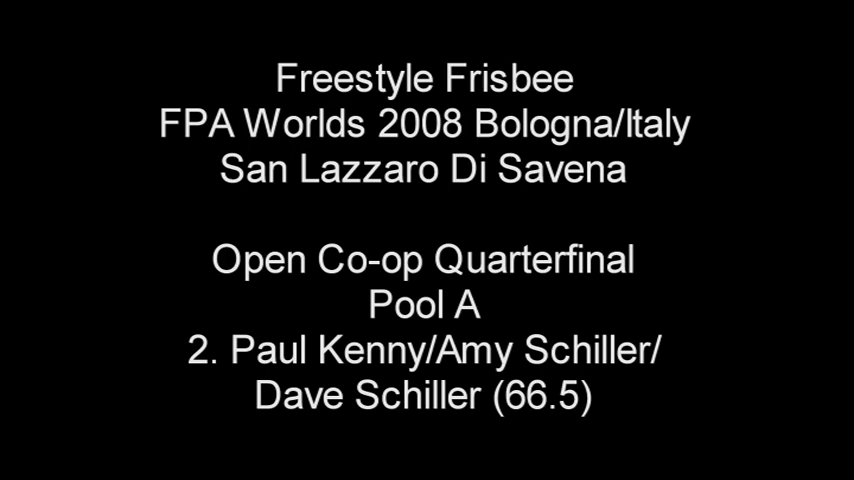 Freestyle Frisbee
FPA Worlds 2008 Bologna/Italy
San Lazzaro Di Savena
Open Co-op Quarterfinal
Pool A
2. Paul Kenny/Amy Schiller/
Dave Schiller (66.5)